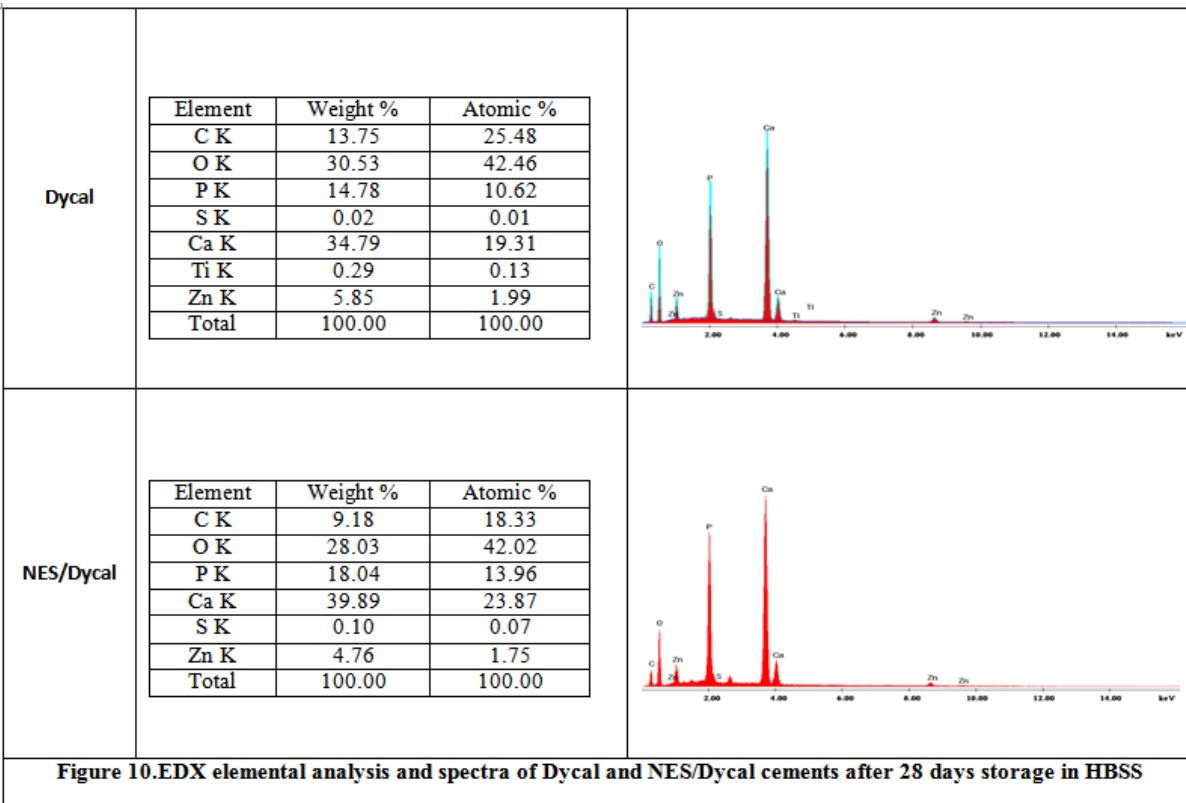 Dycal
Element Weight % Atomic %
C K 13.75 25.48
O K 30.53 42.46
P K 14.78 10.62
S K 0.02 0.01
Ca K 34.79 19.31
Ti K 0.29 0.13
Zn K 5.85 1.99
Total 100.00 100.00
Ca
P
O
C
Zn
Ca
Zn
S
Ti
Ti
Zn
Zn
2.00 4.00 6.00 8.00 10.00 12.00 14.00 keV
NES/Dycal
Element Weight % Atomic %
C K 9.18 18.33
O K 28.03 42.02
P K 18.04 13.96
Ca K 39.89 23.87
S K 0.10 0.07
Zn K 4.76 1.75
Total 100.00 100.00
Ca
P
O
C
Zn
Ca
Zn
S
Zn
Zn
2.00 4.00 6.00 8.00 10.00 12.00 14.00 keV
Figure 10.EDX elemental analysis and spectra of Dycal and NES/Dycal cements after 28 days storage in HBSS